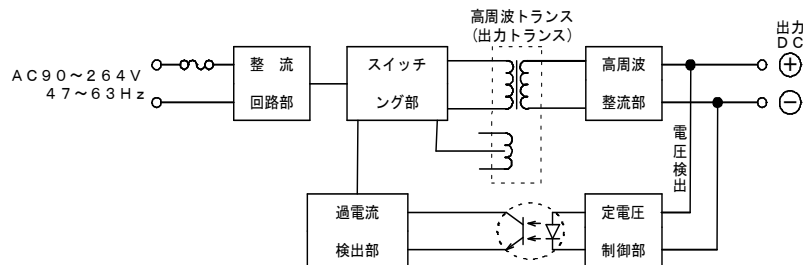 高周波トランス
(出力トランス)
出力
DC
AC90～264V
47～63Hz
整　流
回路部
スイッチ
ング部
高周波
整流部
+
−
電圧検出
過電流
検出部
定電圧
制御部